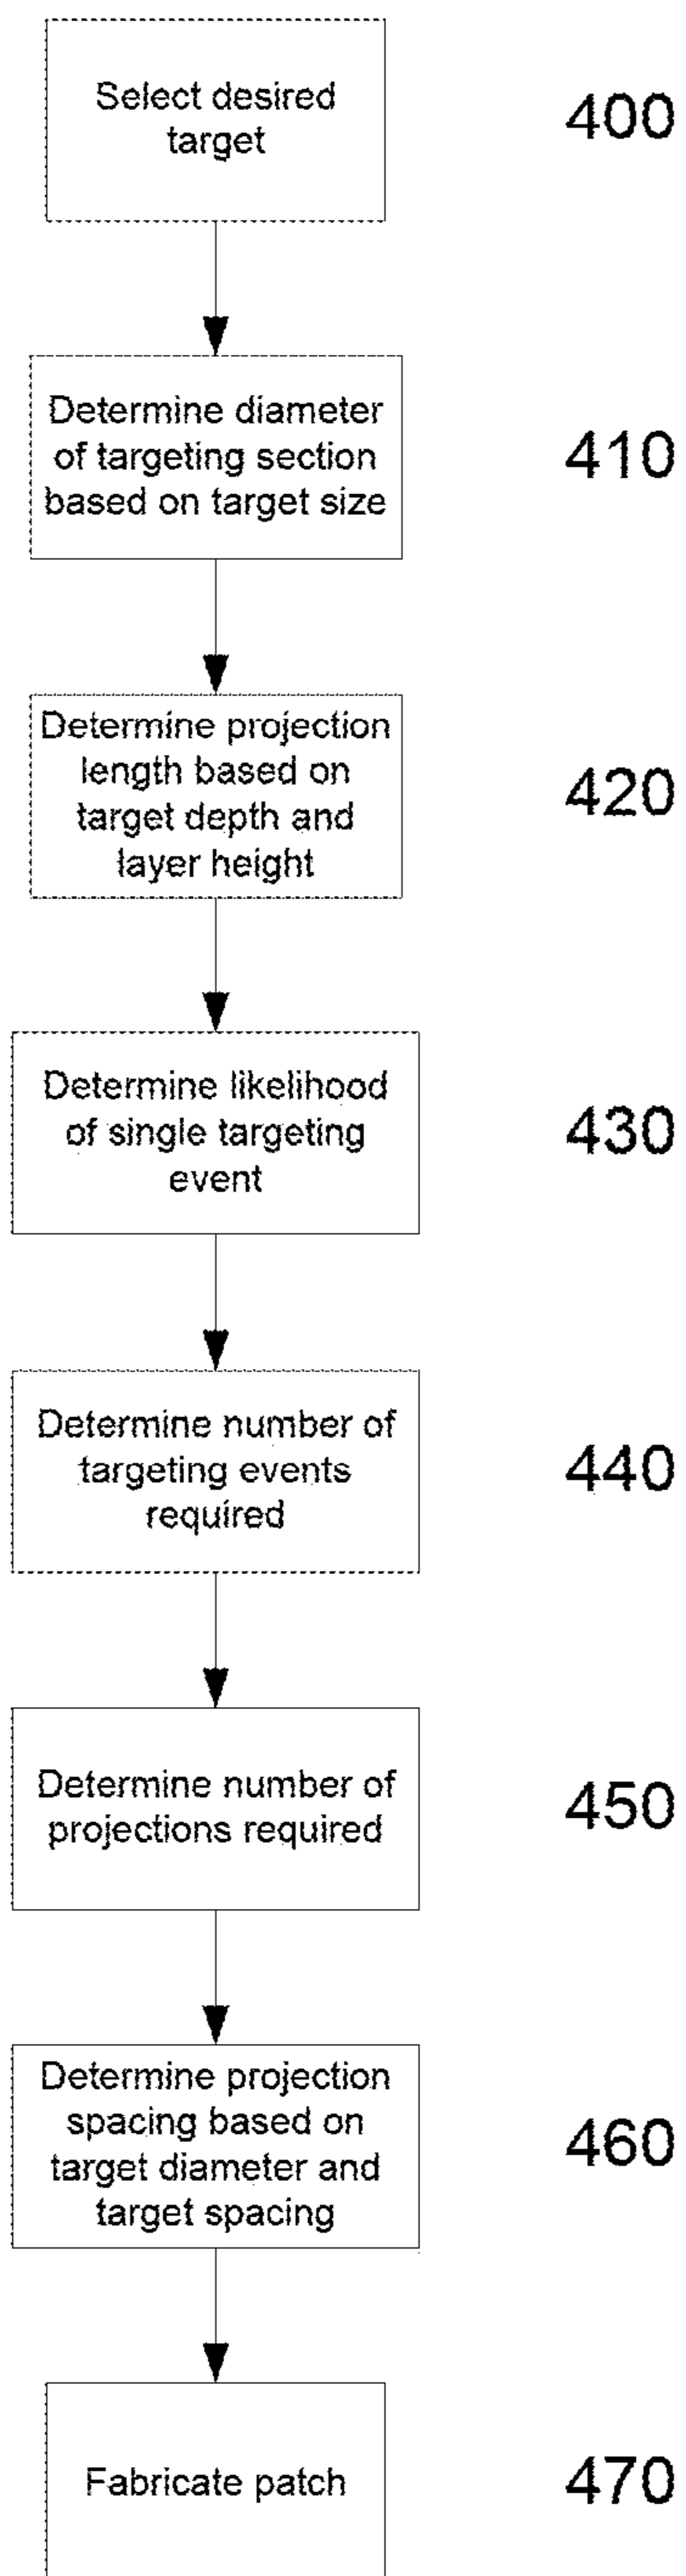 Select desired
target
400
Determine diameter
of targeting section
based on target size
410
Determine projection
length based on
target depth and
layer height
420
Determine likelihood
of single targeting
event
430
Determine number of
targeting events
required
440
Determine number of
projections required
450
Determine projection
spacing based on
target diameter and
target spacing
460
Fabricate patch
470